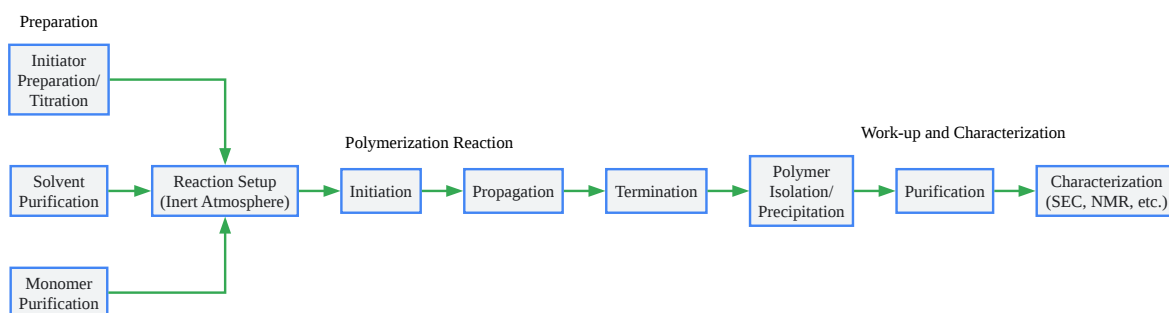 Preparation
Initiator
Preparation/
Titration
Solvent
Purification
Monomer
Purification
Reaction Setup
(Inert Atmosphere)
Polymerization Reaction
Initiation
Propagation
Termination
Work-up and Characterization
Polymer
Isolation/
Precipitation
Purification
Characterization
(SEC, NMR, etc.)